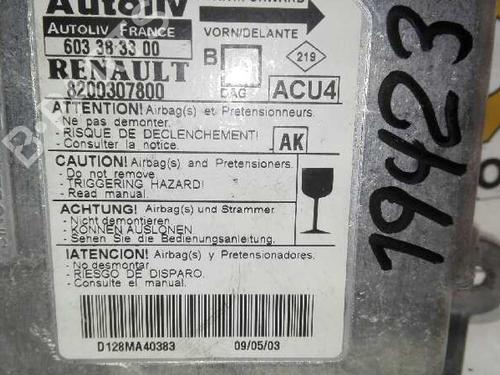 Autoliv
VORN/DELANTE
AUTOLIV FRANCE
603 38 33 00
RENAULT
8200307800
B
DAG
219
ACU4
ATTENTION! Airbag(s) et Pretensionneurs.
- Ne pas demonter.
- RISQUE DE DECLENCHEMENT!
- Consulter la notice.
AK
CAUTION! Airbag(s) and Pretensioners.
- Do not remove.
- TRIGGERING HAZARD!
- Read manual.
ACHTUNG! Airbag(s) und Strammer.
- Nicht demontieren.
- KONNEN AUSLONEN.
- Sehen Sie die Bedienungsanleitung.
!ATENCION! Airbag(s) y Pretensionadores.
- No desmontar.
- RIESGO DE DISPARO.
- Consulte el manual.
D128MA40383
09/05/03
19423